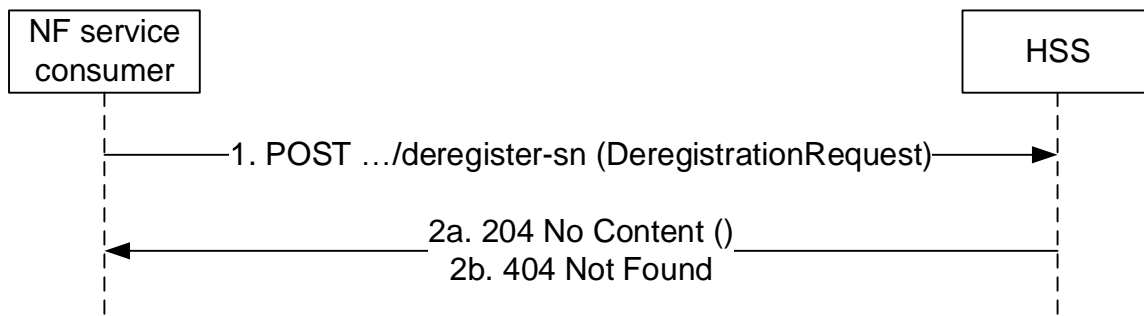 NF service
consumer
HSS
1. POST …/deregister-sn (DeregistrationRequest)
2a. 204 No Content ()
2b. 404 Not Found